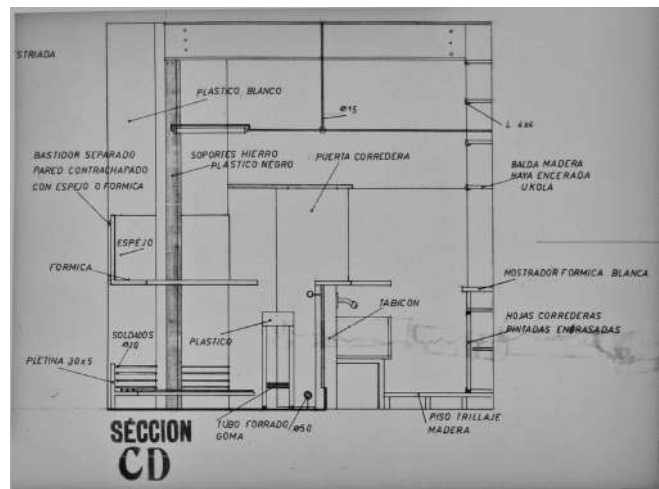 STRIADA
PLASTICO, BLANCO
Ø15
L. 4x4
BASTIDOR SEPARADO
PARED CONTRACHAPADO
CON ESPEJO O FORMICA
SOPORTES HIERRO
PLASTICO NEGRO
PUERTA CORREDERA
BALDA MADERA
HAYA ENCERADA
UKOLA
ESPEJO
FORMICA
MOSTRADOR FORMICA BLANCA
TABICON
HOJAS CORREDERAS
PINTADAS ENGRASADAS
SOLDADOS
Ø10
PLASTICO
PLETINA 30x5
TUBO FORRADO
GOMA
Ø50
PISO TRILLAJE
MADERA
SECCION
CD